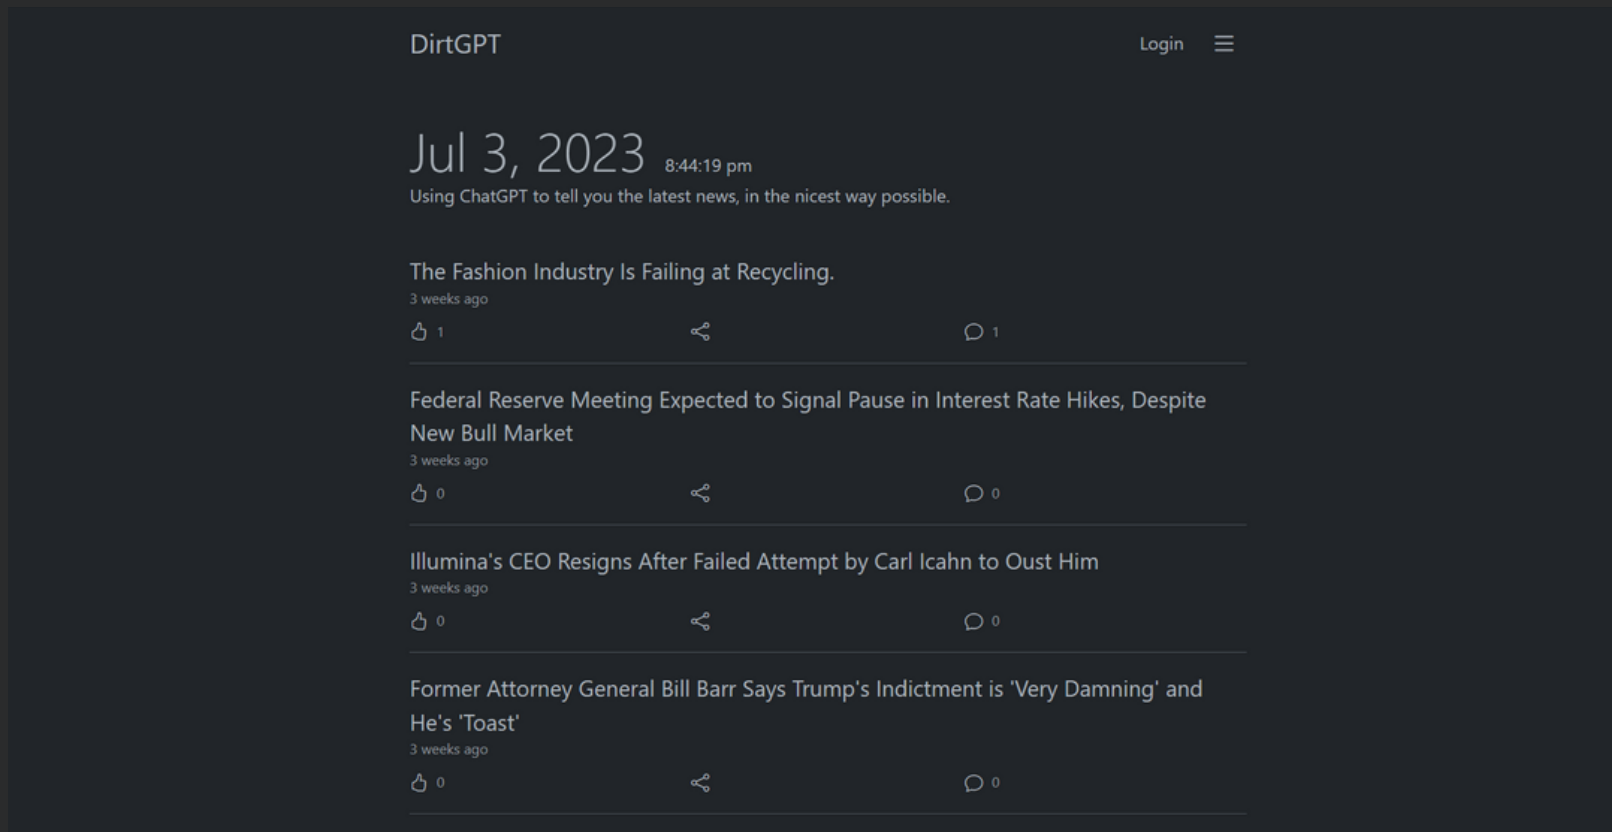 DirtGPT
Login
Jul 3, 2023 8:44:19 pm
Using ChatGPT to tell you the latest news, in the nicest way possible.
The Fashion Industry Is Failing at Recycling.
3 weeks ago
1 1
Federal Reserve Meeting Expected to Signal Pause in Interest Rate Hikes, Despite
New Bull Market
3 weeks ago
0 0
Illumina's CEO Resigns After Failed Attempt by Carl Icahn to Oust Him
3 weeks ago
0 0
Former Attorney General Bill Barr Says Trump's Indictment is 'Very Damning' and
He's 'Toast'
3 weeks ago
0 0